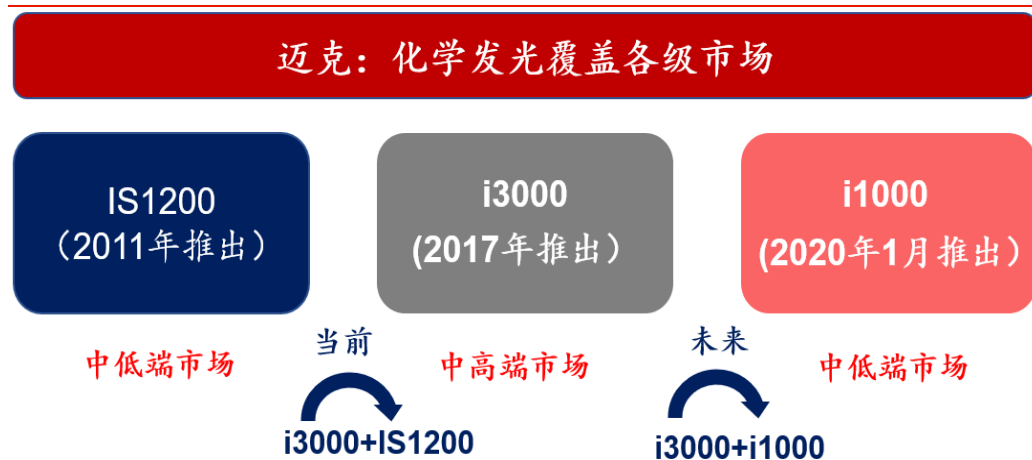 迈克：化学发光覆盖各级市场
IS1200
（2011年推出）
i3000
(2017年推出）
i1000
(2020年1月推出）
中低端市场
当前
中高端市场
未来
中低端市场
i3000+IS1200
i3000+i1000